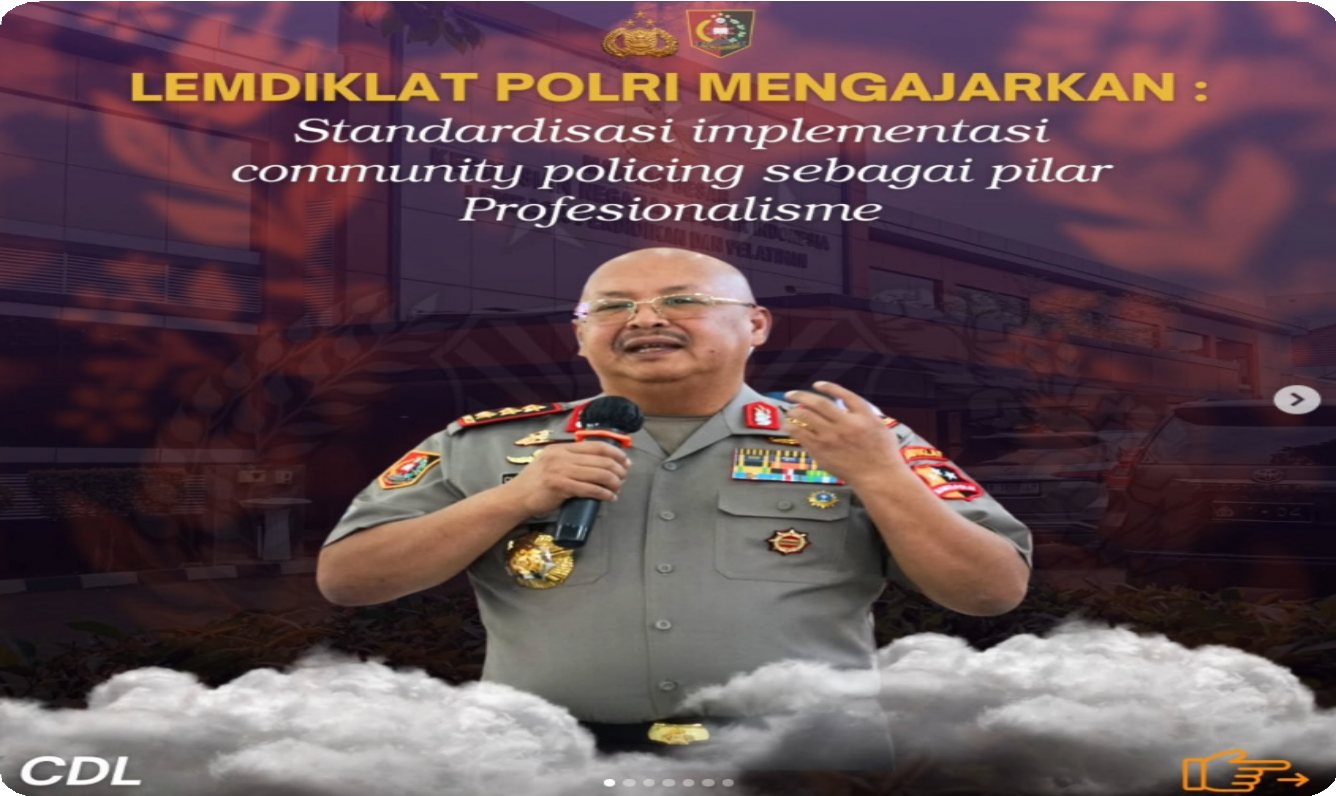 LEMDIKLAT POLRI MENGAJARKAN :
Standardisasi implementasi
community policing sebagai pilar
Profesionalisme
CDL